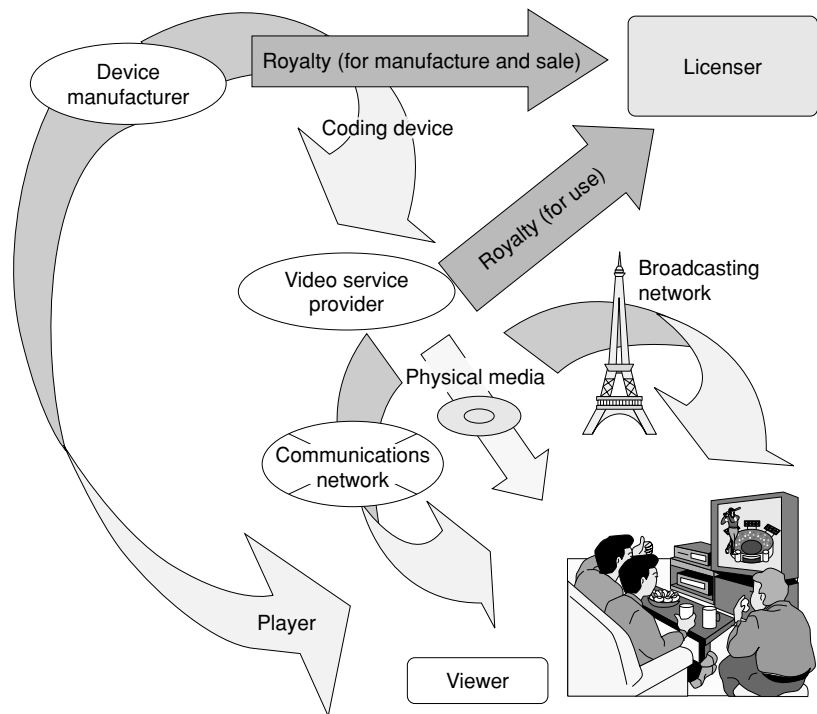 Device
manufacturer
Royalty (for manufacture and sale)
Licenser
Coding device
Royalty (for use)
Video service
provider
Broadcasting
network
Physical media
Communications
network
Player
Viewer